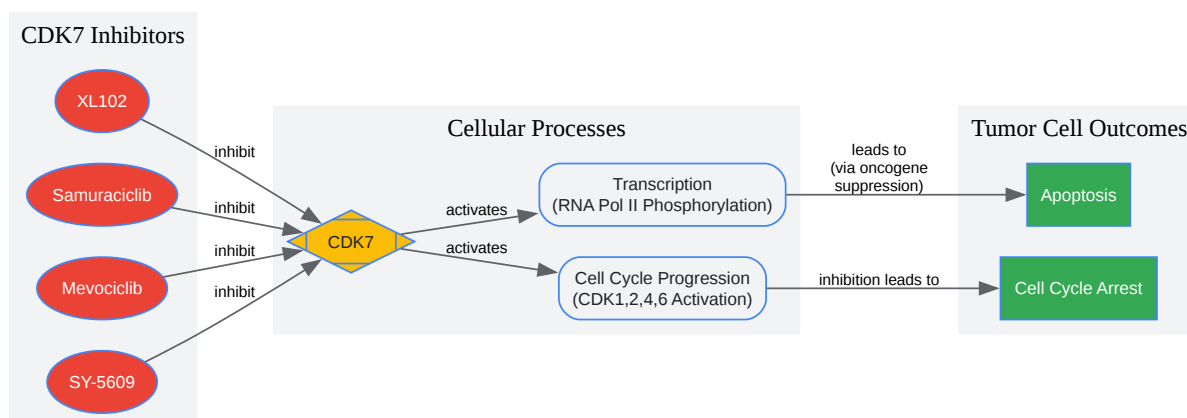 CDK7 Inhibitors
XL102
Samuraciclib
Mevociclib
SY-5609
inhibit
inhibit
inhibit
inhibit
Cellular Processes
CDK7
activates
activates
Transcription
(RNA Pol II Phosphorylation)
Cell Cycle Progression
(CDK1,2,4,6 Activation)
leads to
(via oncogene
suppression)
inhibition leads to
Tumor Cell Outcomes
Apoptosis
Cell Cycle Arrest